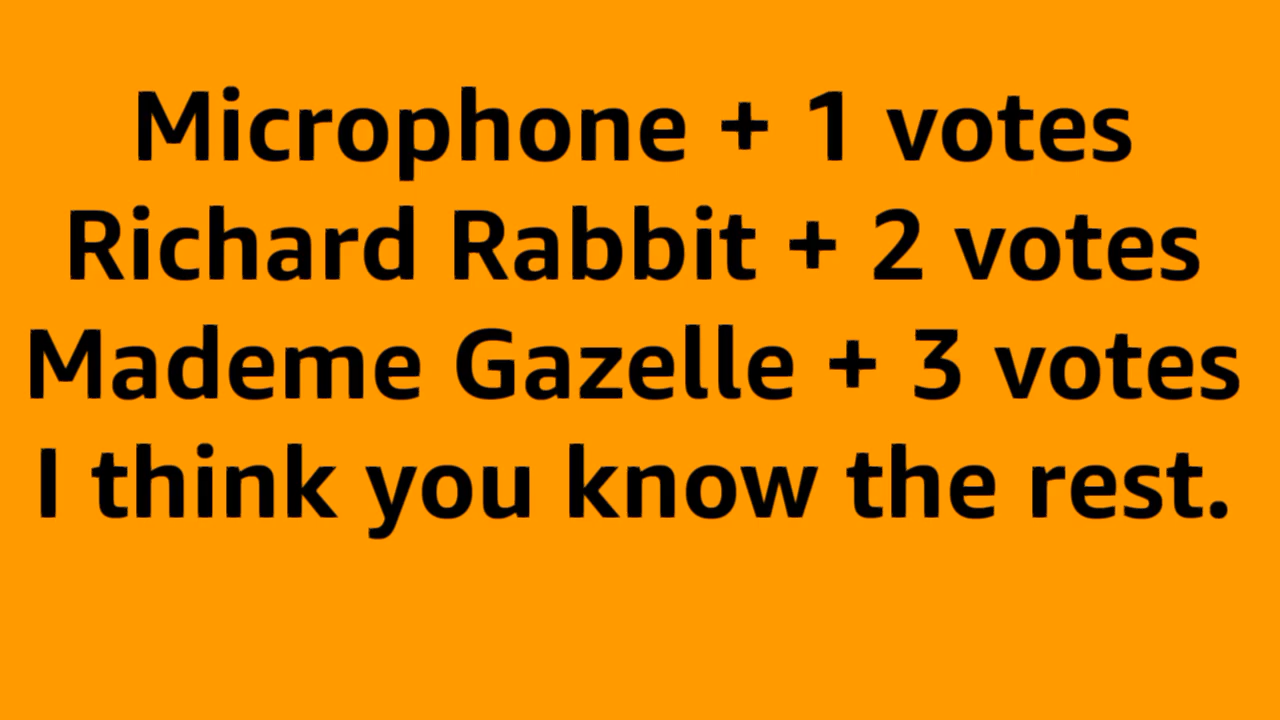 Microphone + 1 votes
Richard Rabbit + 2 votes
Mademe Gazelle + 3 votes
I think you know the rest.